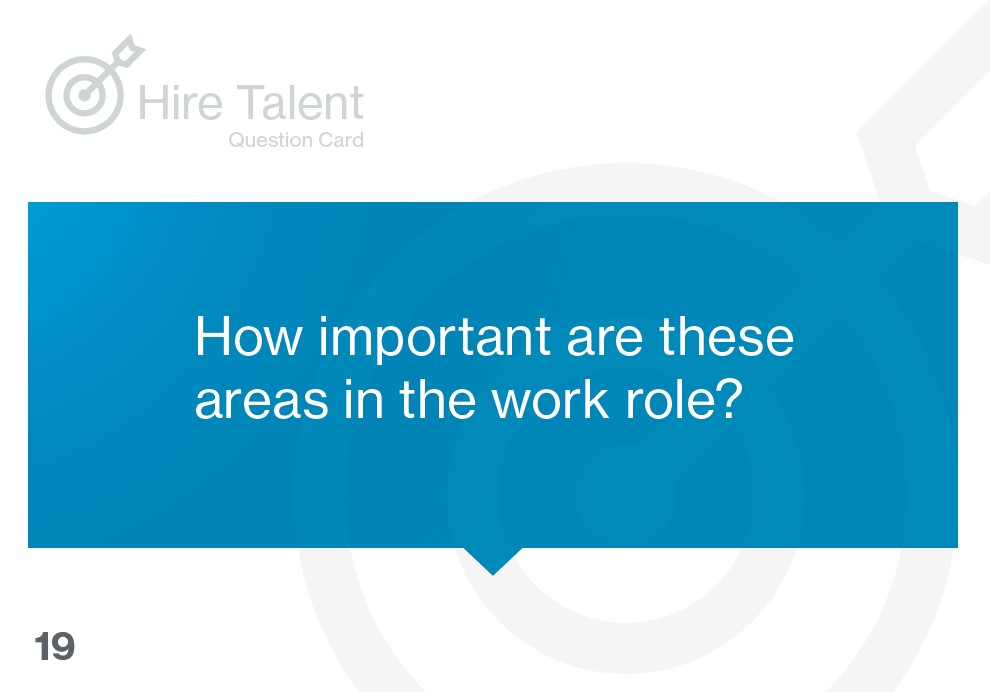 Hire Talent
Question Card
How important are these
areas in the work role?
19